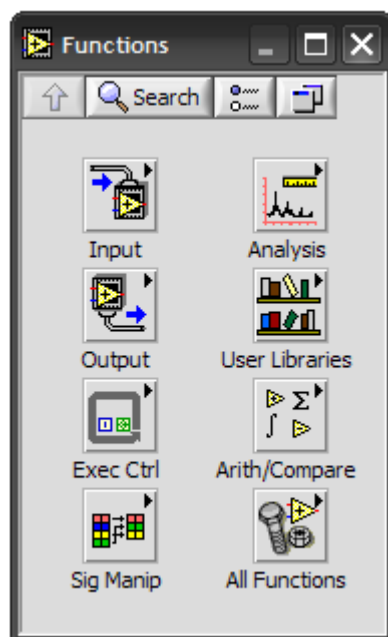 Functions
Search
Input
Analysis
Output
User Libraries
Exec Ctrl
Arith/Compare
Sig Manip
All Functions